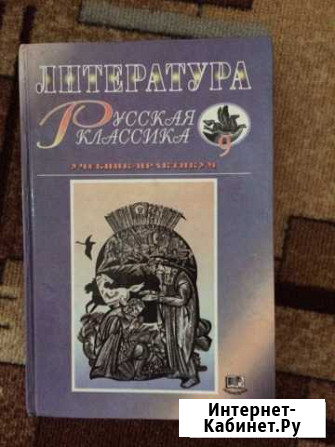 ЛИТЕРАТУРА
РУССКАЯ
КЛАССИКА
9
УЧЕБНИК-ПРАКТИКУМ
Интернет-
Кабинет.Ру